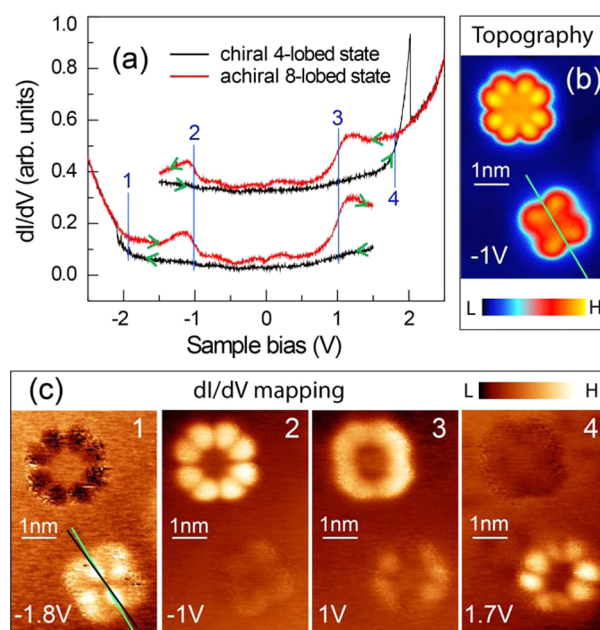 (a)
chiral 4-lobed state
achiral 8-lobed state
1.0
0.8
0.6
0.4
0.2
0.0
dI/dV (arb. units)
1
2
3
4
-2
-1
0
1
2
Sample bias (V)
Topography
(b)
1nm
-1V
L H
(c) dI/dV mapping L H
1 2 3 4
1nm 1nm 1nm 1nm
-1.8V -1V 1V 1.7V